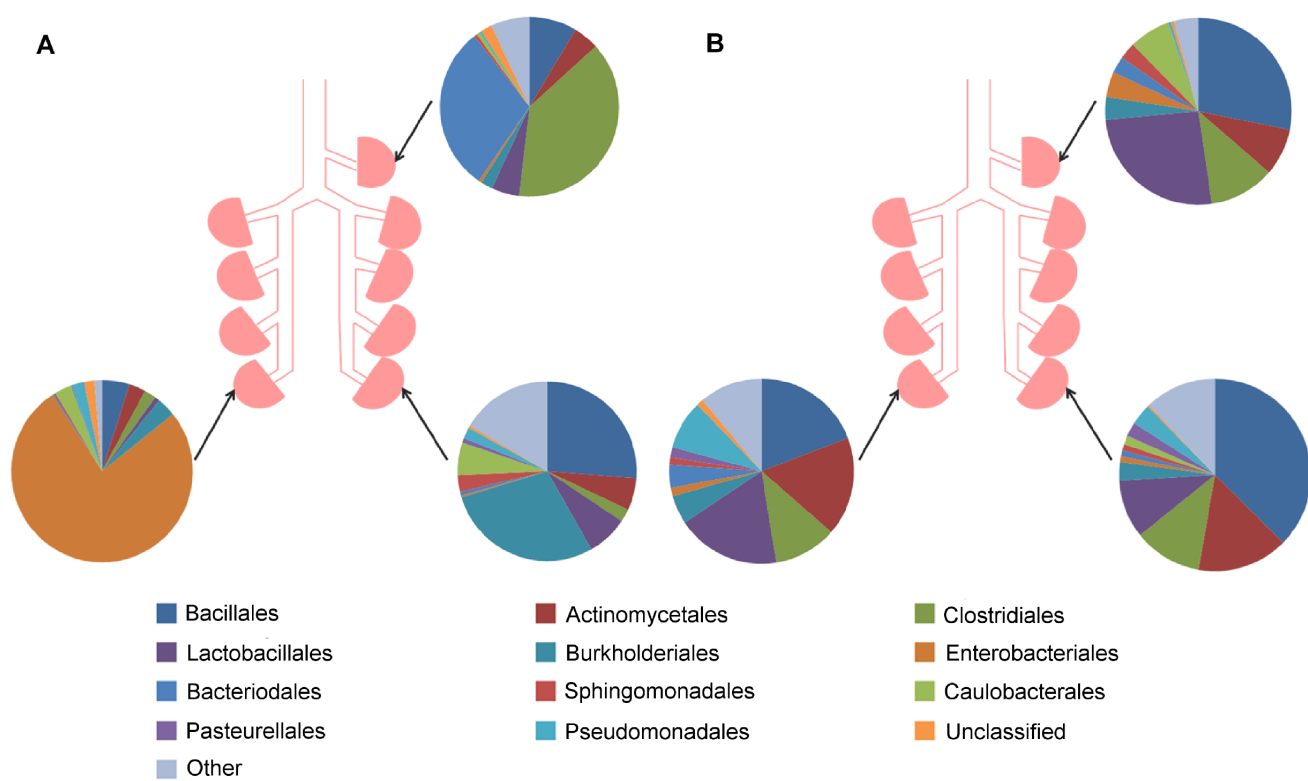 A
B
Bacillales
Actinomycetales
Clostridiales
Lactobacillales
Burkholderiales
Enterobacteriales
Bacteriodales
Sphingomonadales
Caulobacterales
Pasteurellales
Pseudomonadales
Unclassified
Other